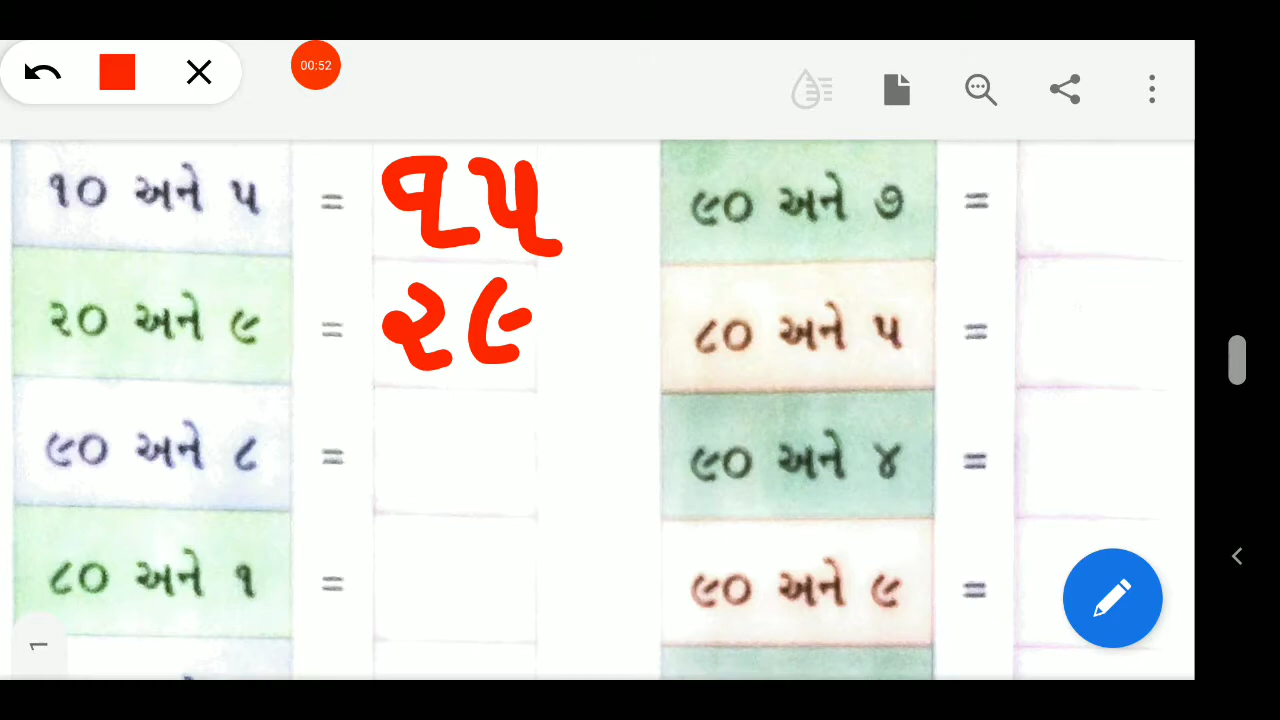 00:52
૧૦ અને ૫ = ૧૫
૨૦ અને ૯ = ૨૯
૯૦ અને ૮ =
૮૦ અને ૧ =
૯૦ અને ૭ =
૮૦ અને ૫ =
૯૦ અને ૪ =
૯૦ અને ૯ =
1